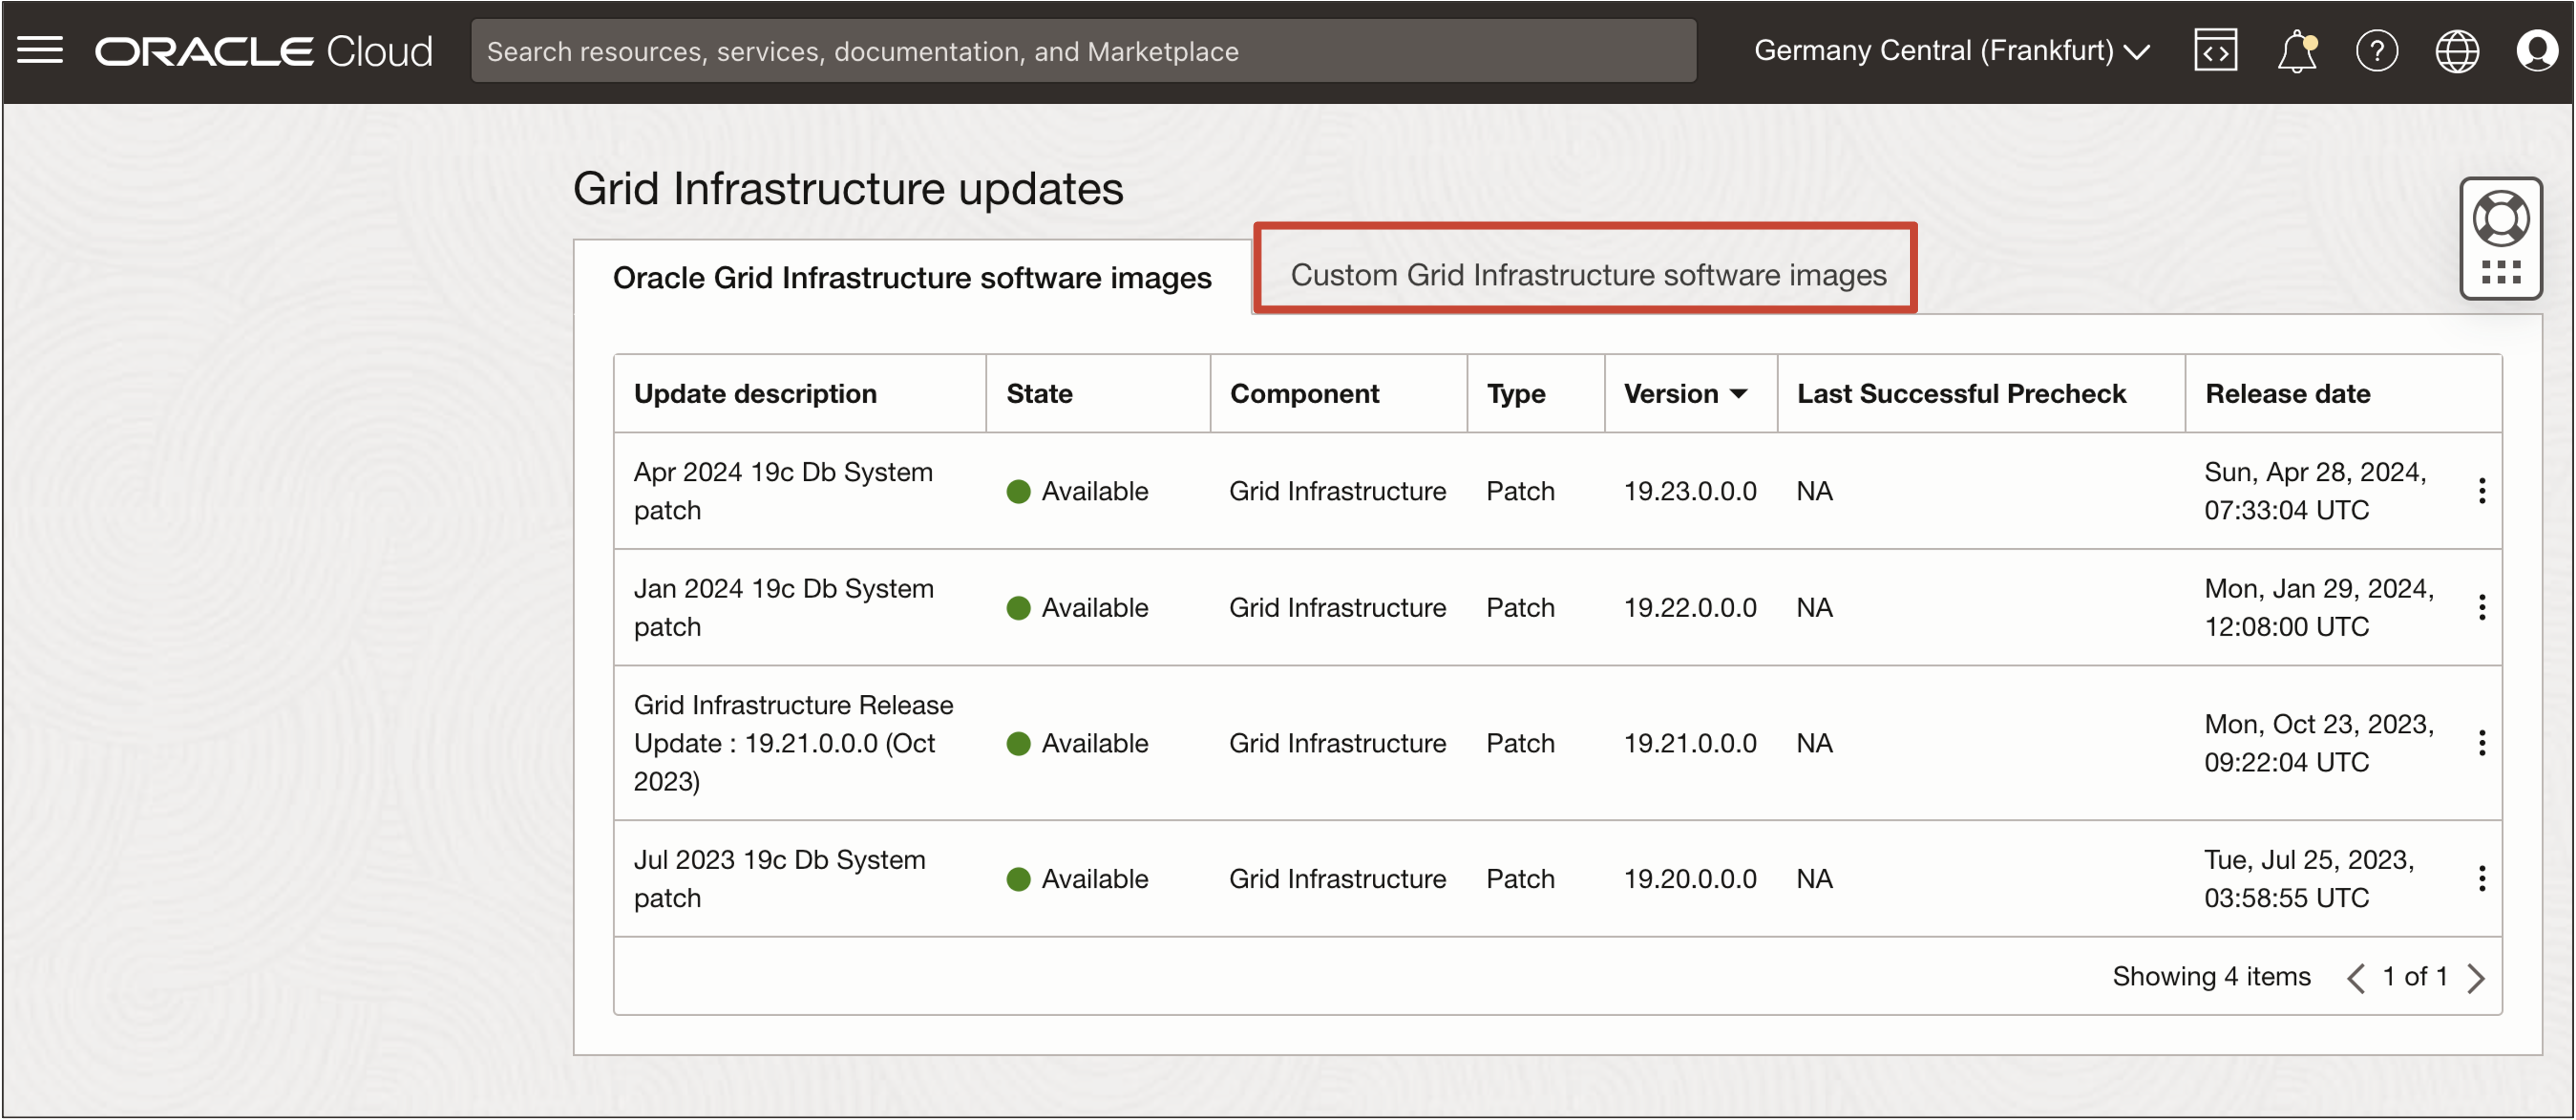 ORACLE Cloud
Search resources, services, documentation, and Marketplace
Germany Central (Frankfurt)
Grid Infrastructure updates
Oracle Grid Infrastructure software images
Custom Grid Infrastructure software images
Update description State Component Type Version Last Successful Precheck Release date
Apr 2024 19c Db System
patch
Available Grid Infrastructure Patch 19.23.0.0.0 NA
Sun, Apr 28, 2024,
07:33:04 UTC
Jan 2024 19c Db System
patch
Available Grid Infrastructure Patch 19.22.0.0.0 NA
Mon, Jan 29, 2024,
12:08:00 UTC
Grid Infrastructure Release
Update : 19.21.0.0.0 (Oct
2023)
Available Grid Infrastructure Patch 19.21.0.0.0 NA
Mon, Oct 23, 2023,
09:22:04 UTC
Jul 2023 19c Db System
patch
Available Grid Infrastructure Patch 19.20.0.0.0 NA
Tue, Jul 25, 2023,
03:58:55 UTC
Showing 4 items 1 of 1